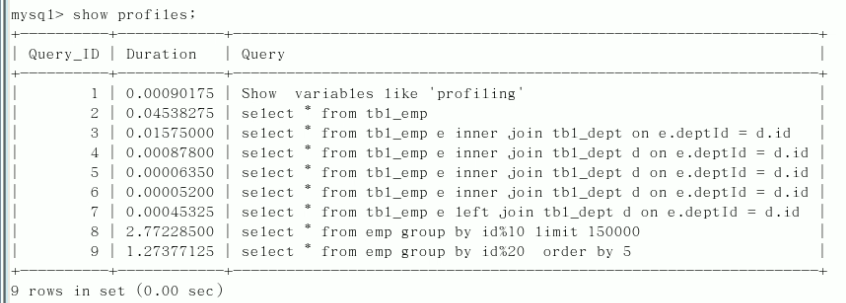 mysql> show profiles;
+----------+------------+---------------------------------------------------------------+
| Query_ID | Duration | Query |
+----------+------------+---------------------------------------------------------------+
| 1 | 0.00090175 | Show variables like 'profiling' |
| 2 | 0.04538275 | select * from tbl_emp |
| 3 | 0.01575000 | select * from tbl_emp e inner join tbl_dept on e.deptId = d.id |
| 4 | 0.00087800 | select * from tbl_emp e inner join tbl_dept d on e.deptId = d.id |
| 5 | 0.00006350 | select * from tbl_emp e inner join tbl_dept d on e.deptId = d.id |
| 6 | 0.00005200 | select * from tbl_emp e inner join tbl_dept d on e.deptId = d.id |
| 7 | 0.00045325 | select * from tbl_emp e left join tbl_dept d on e.deptId = d.id |
| 8 | 2.77228500 | select * from emp group by id%10 limit 150000 |
| 9 | 1.27377125 | select * from emp group by id%20 order by 5 |
+----------+------------+---------------------------------------------------------------+
9 rows in set (0.00 sec)